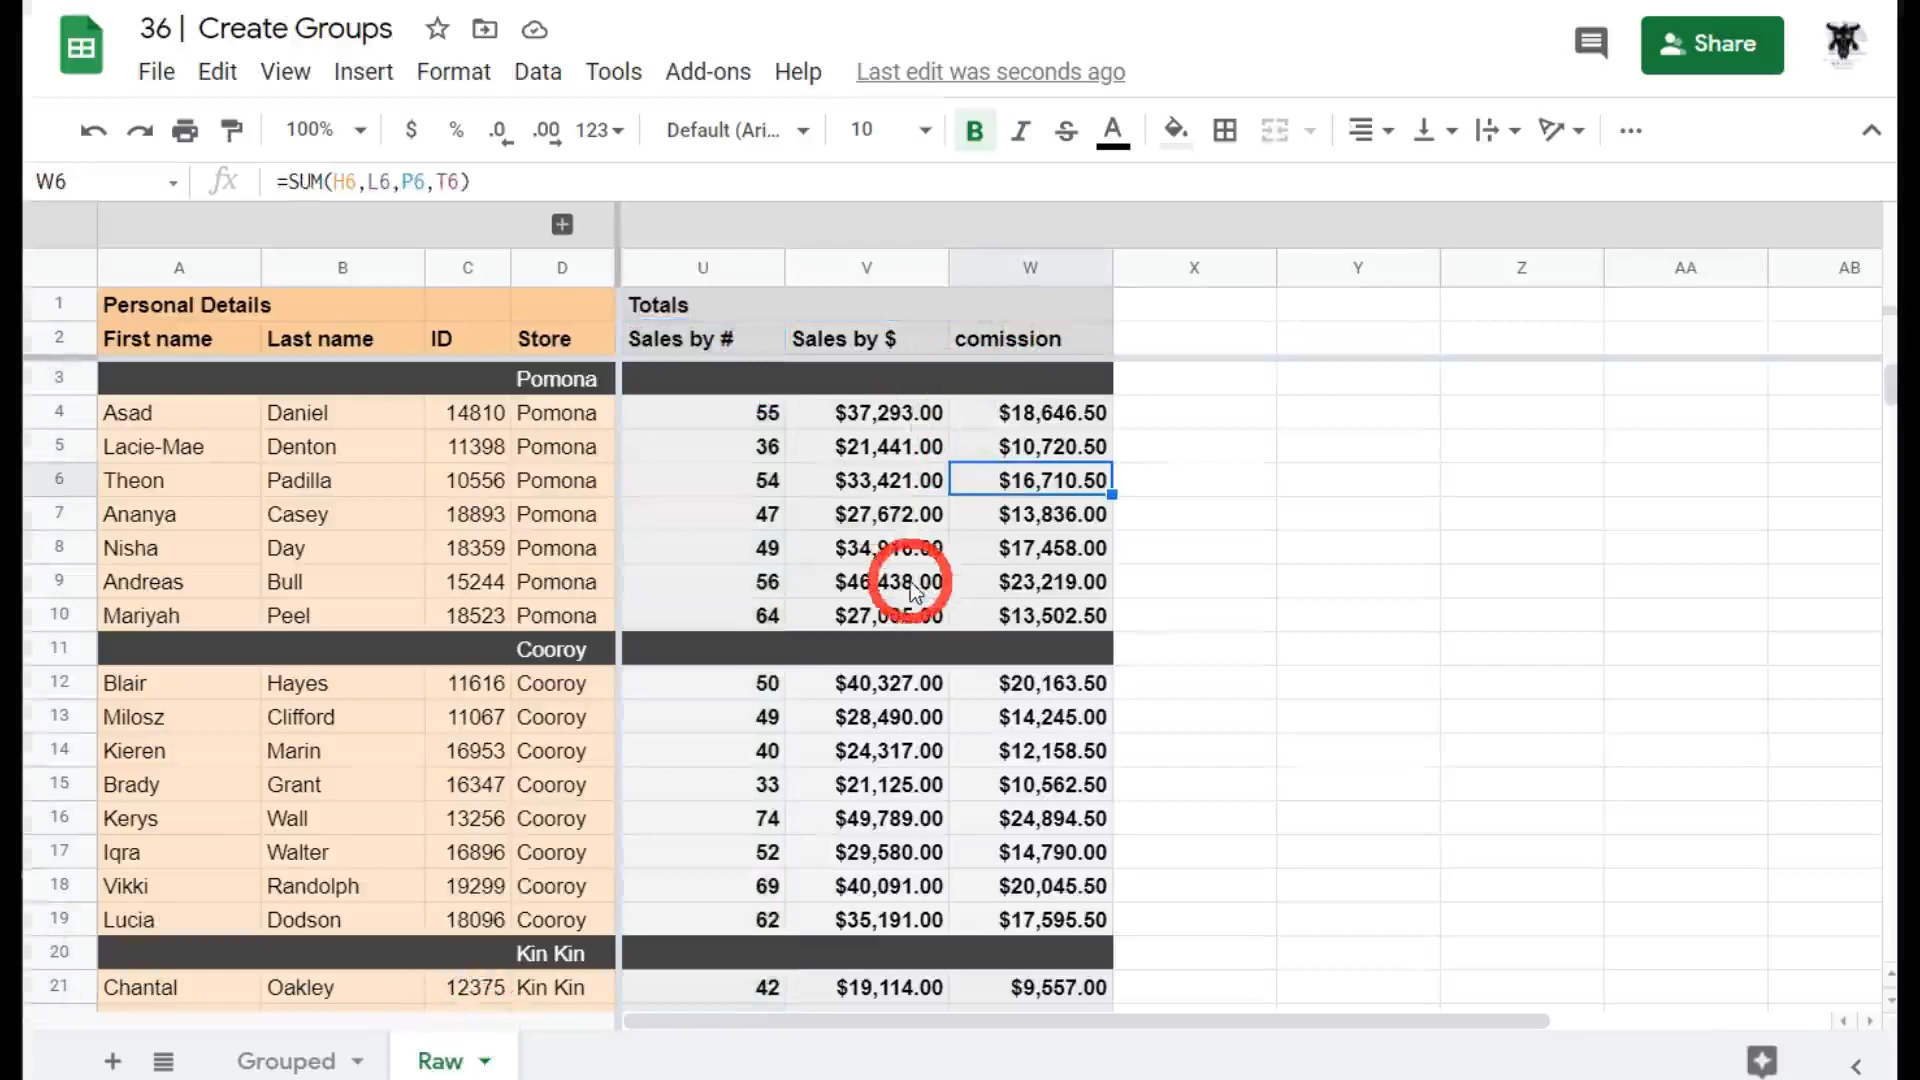 36 | Create Groups
File Edit View Insert Format Data Tools Add-ons Help Last edit was seconds ago
Share
100% $ % .0 .00 123 Default (Ari... 10 B I S A
W6 fx =SUM(H6,L6,P6,T6)
A B C D U V W X Y Z AA AB
1 Personal Details Totals
2 First name Last name ID Store Sales by # Sales by $ comission
3 Pomona
4 Asad Daniel 14810 Pomona 55 $37,293.00 $18,646.50
5 Lacie-Mae Denton 11398 Pomona 36 $21,441.00 $10,720.50
6 Theon Padilla 10556 Pomona 54 $33,421.00 $16,710.50
7 Ananya Casey 18893 Pomona 47 $27,672.00 $13,836.00
8 Nisha Day 18359 Pomona 49 $34,916.00 $17,458.00
9 Andreas Bull 15244 Pomona 56 $46,438.00 $23,219.00
10 Mariyah Peel 18523 Pomona 64 $27,005.00 $13,502.50
11 Cooroy
12 Blair Hayes 11616 Cooroy 50 $40,327.00 $20,163.50
13 Milosz Clifford 11067 Cooroy 49 $28,490.00 $14,245.00
14 Kieren Marin 16953 Cooroy 40 $24,317.00 $12,158.50
15 Brady Grant 16347 Cooroy 33 $21,125.00 $10,562.50
16 Kerys Wall 13256 Cooroy 74 $49,789.00 $24,894.50
17 Iqra Walter 16896 Cooroy 52 $29,580.00 $14,790.00
18 Vikki Randolph 19299 Cooroy 69 $40,091.00 $20,045.50
19 Lucia Dodson 18096 Cooroy 62 $35,191.00 $17,595.50
20 Kin Kin
21 Chantal Oakley 12375 Kin Kin 42 $19,114.00 $9,557.00
Grouped Raw